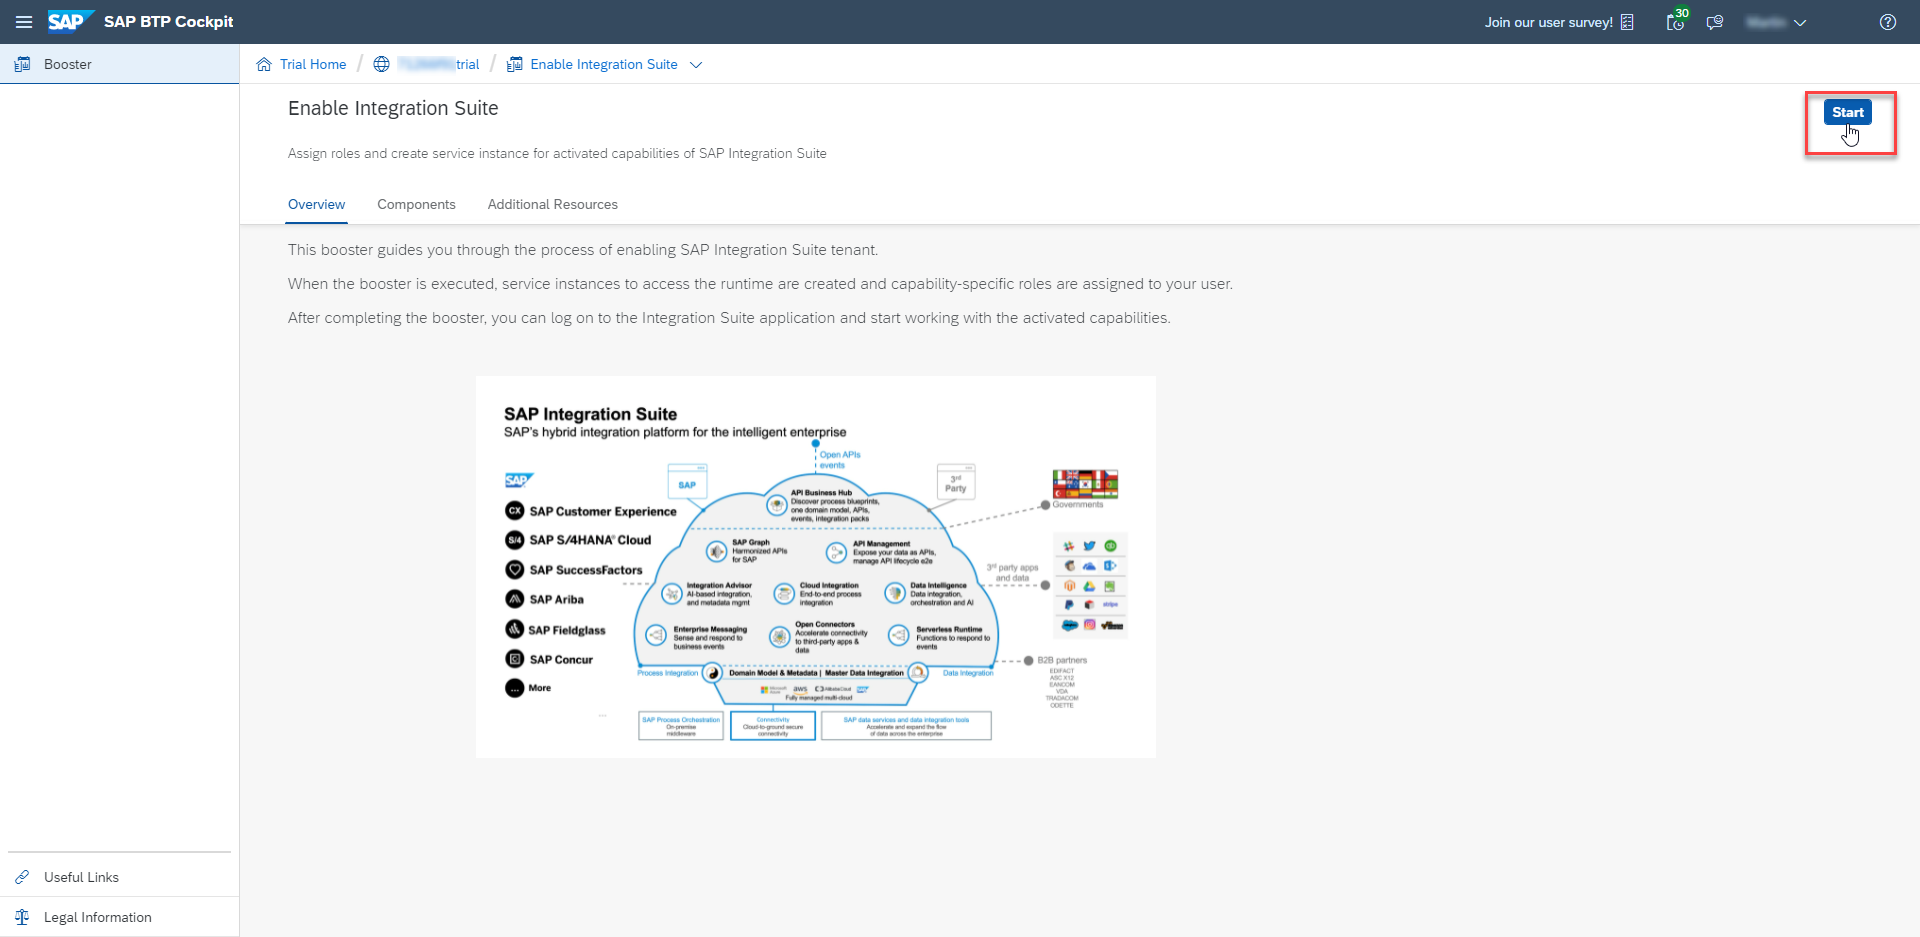 SAP SAP BTP Cockpit
Join our user survey!
30
Booster
Trial Home / trial / Enable Integration Suite
Enable Integration Suite
Start
Assign roles and create service instance for activated capabilities of SAP Integration Suite
Overview
Components
Additional Resources
This booster guides you through the process of enabling SAP Integration Suite tenant.
When the booster is executed, service instances to access the runtime are created and capability-specific roles are assigned to your user.
After completing the booster, you can log on to the Integration Suite application and start working with the activated capabilities.
SAP Integration Suite
SAP's hybrid integration platform for the intelligent enterprise
Open APIs
events
SAP
CX SAP Customer Experience
S/4 SAP S/4HANA® Cloud
SAP SuccessFactors
SAP Ariba
SAP Fieldglass
SAP Concur
... More
SAP
3rd
Party
API Business Hub
Discover process blueprints,
one domain model, APIs,
events, integration packs
SAP Graph
Harmonized APIs
for SAP
API Management
Expose your data as APIs,
manage API lifecycle e2e
Integration Advisor
AI-based integration,
and metadata mgmt
Cloud Integration
End-to-end process
integration
Data Intelligence
Data integration,
orchestration and AI
Enterprise Messaging
Sense and respond to
business events
Open Connectors
Accelerate connectivity
to third-party apps &
data
Serverless Runtime
Functions to respond to
events
Process Integration
Domain Model & Metadata | Master Data Integration
Data Integration
Microsoft
Azure
aws
Alibaba Cloud
SAP
Fully managed multi-cloud
SAP Process Orchestration
On-premise
middleware
Connectivity
Cloud-to-ground secure
connectivity
SAP data services and data integration tools
Accelerate and expand the flow
of data across the enterprise
Governments
3rd party apps
and data
stripe
B2B partners
EDIFACT
ASC X12
EANCOM
VDA
TRADACOM
ODETTE
Useful Links
Legal Information